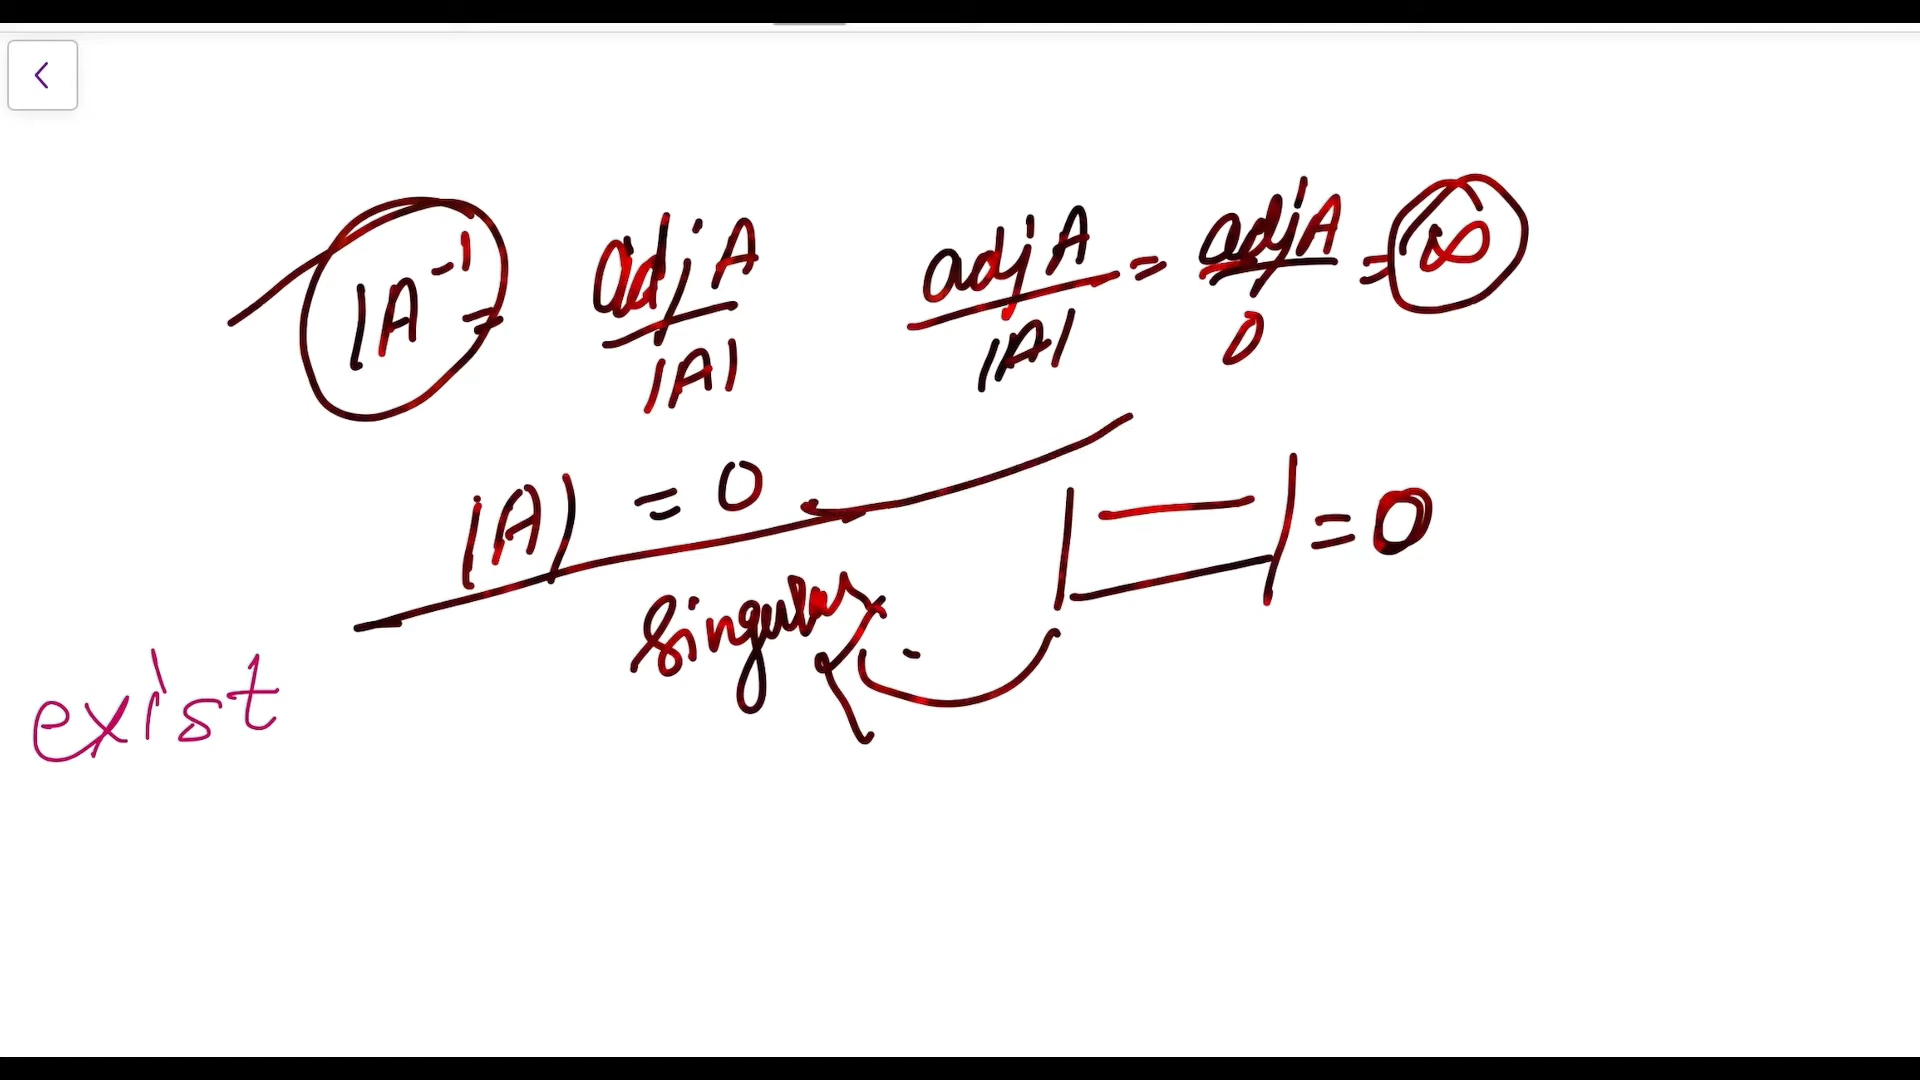 |A⁻¹ = adj A / |A| adj A / |A| = adj A / 0 = ∞
|A| = 0 | | = 0
Singular
exist